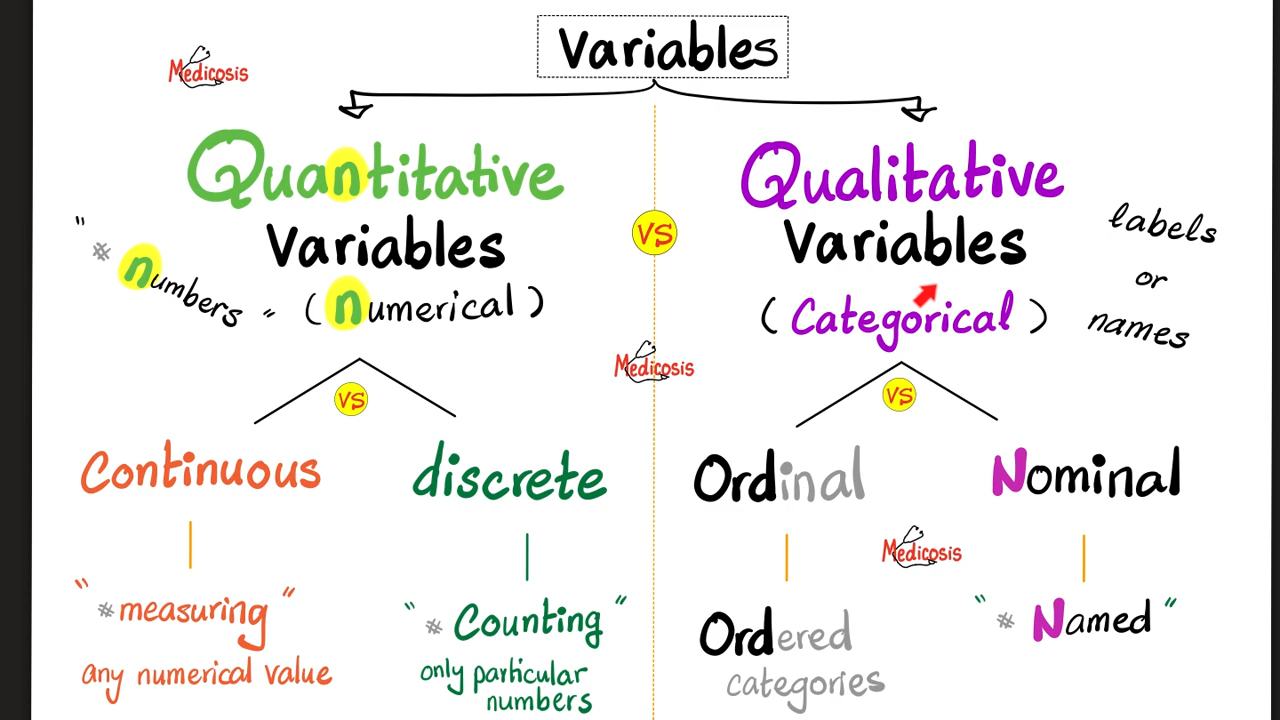 Variables
Medicosis
Quantitative
Variables
(numerical)
"# numbers"
VS
Qualitative
Variables
(Categorical)
labels
or
names
Medicosis
VS
Continuous
discrete
VS
Ordinal
Nominal
Medicosis
"# measuring"
any numerical value
"# Counting"
only particular
numbers
Ordered
categories
"# Named"